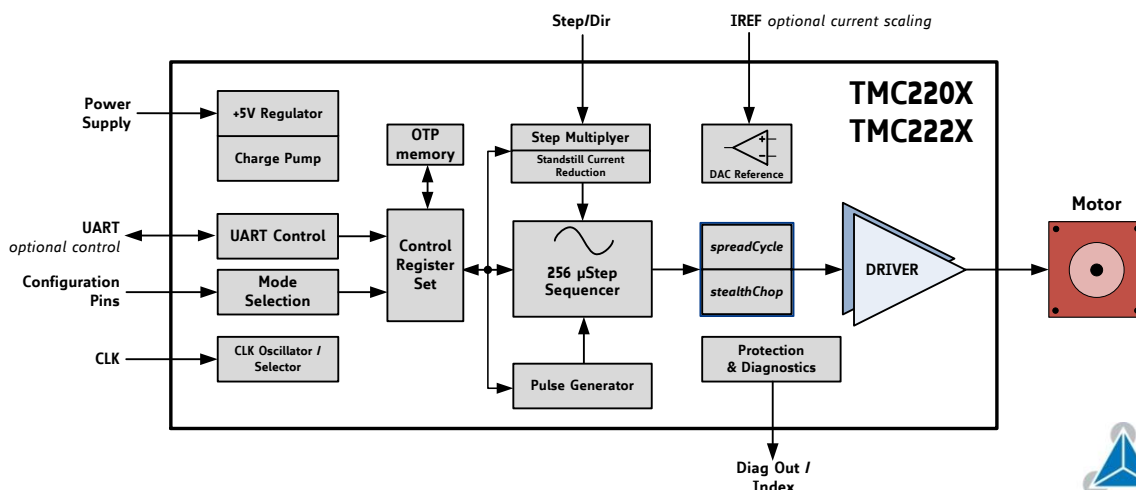 Step/Dir
IREF optional current scaling
TMC220X
TMC222X
Power
Supply
+5V Regulator
Charge Pump
OTP
memory
Step Multiplyer
Standstill Current
Reduction
DAC Reference
UART
optional control
UART Control
Configuration
Pins
Mode
Selection
Control
Register
Set
256 µStep
Sequencer
spreadCycle
stealthChop
DRIVER
Motor
CLK
CLK Oscillator /
Selector
Pulse Generator
Protection
& Diagnostics
Diag Out /
Index